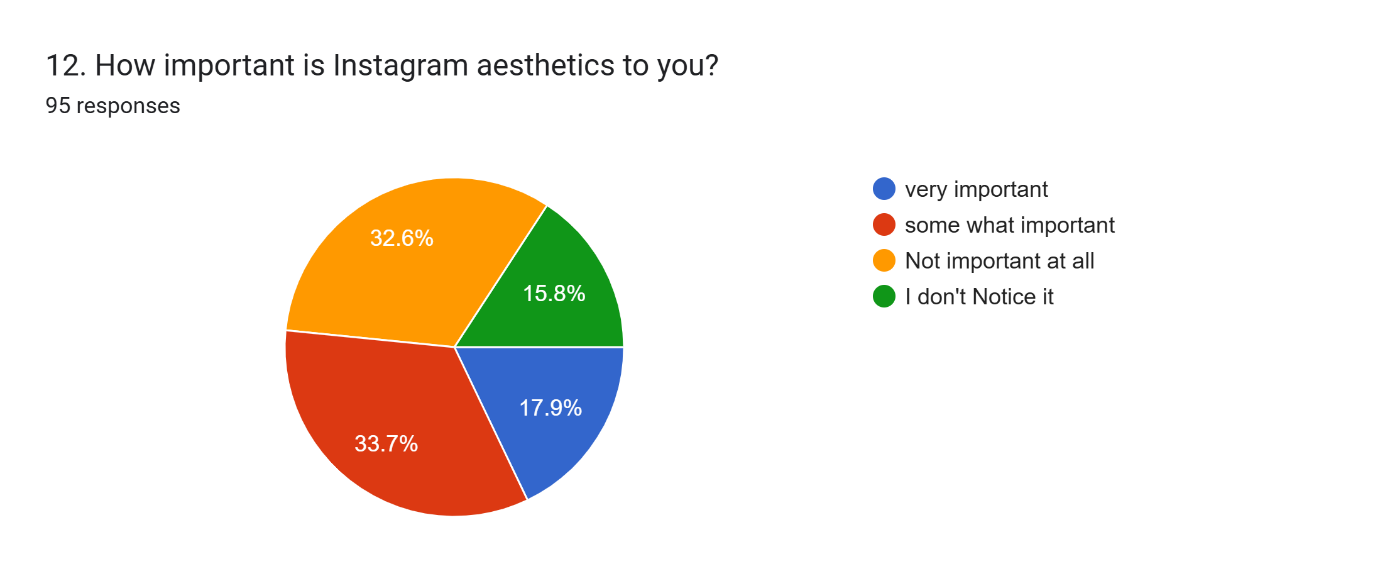 12. How important is Instagram aesthetics to you?
95 responses
32.6%
15.8%
17.9%
33.7%
very important
some what important
Not important at all
I don't Notice it